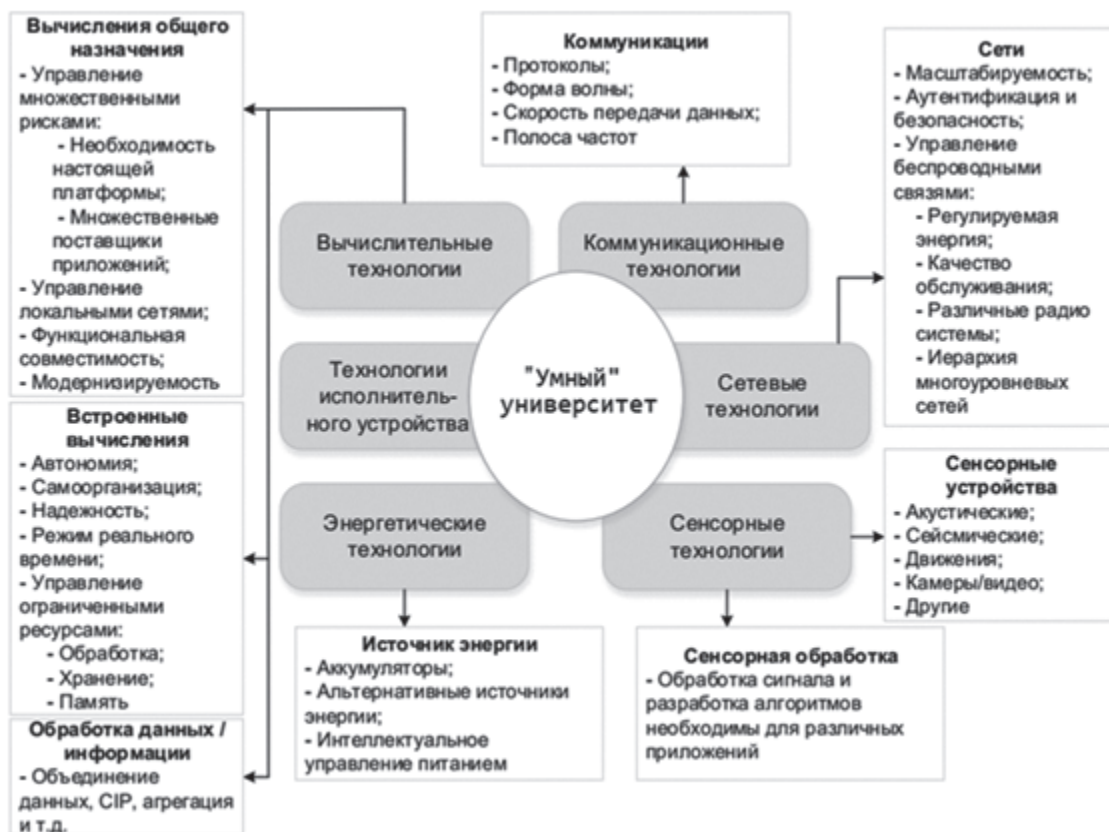 Вычисления общего
назначения
- Управление
множественными
рисками:
- Необходимость
настоящей
платформы;
- Множественные
поставщики
приложений;
- Управление
локальными сетями;
- Функциональная
совместимость;
- Модернизируемость
Встроенные
вычисления
- Автономия;
- Самоорганизация;
- Надежность;
- Режим реального
времени;
- Управление
ограниченными
ресурсами:
- Обработка;
- Хранение;
- Память
Обработка данных /
информации
- Объединение
данных, CIP, агрегация
и т.д.
Коммуникации
- Протоколы;
- Форма волны;
- Скорость передачи данных;
- Полоса частот
Вычислительные
технологии
Коммуникационные
технологии
Технологии
исполнитель-
ного устройства
"Умный"
университет
Сетевые
технологии
Энергетические
технологии
Сенсорные
технологии
Источник энергии
- Аккумуляторы;
- Альтернативные источники
энергии;
- Интеллектуальное
управление питанием
Сенсорная обработка
- Обработка сигнала и
разработка алгоритмов
необходимы для различных
приложений
Сети
- Масштабируемость;
- Аутентификация и
безопасность;
- Управление
беспроводными
связями:
- Регулируемая
энергия;
- Качество
обслуживания;
- Различные радио
системы;
- Иерархия
многоуровневых
сетей
Сенсорные
устройства
- Акустические;
- Сейсмические;
- Движения;
- Камеры/видео;
- Другие